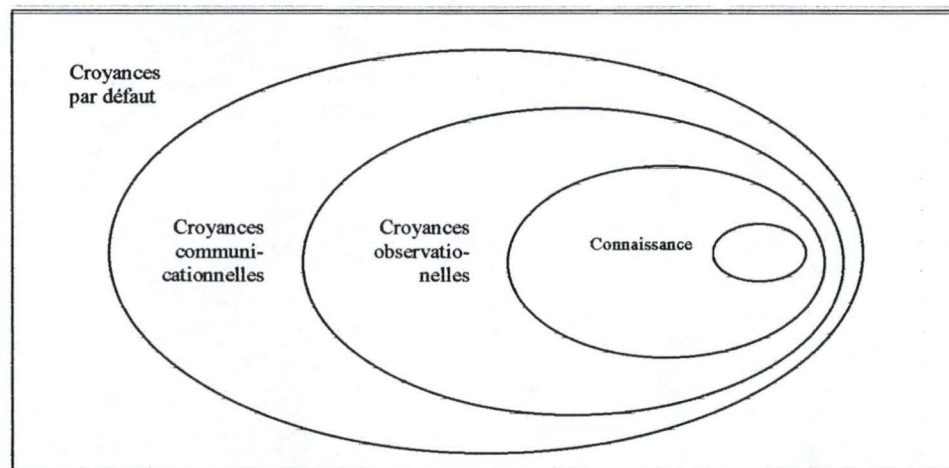 Croyances
par défaut
Croyances
communi-
cationnelles
Croyances
observatio-
nelles
Connaissance